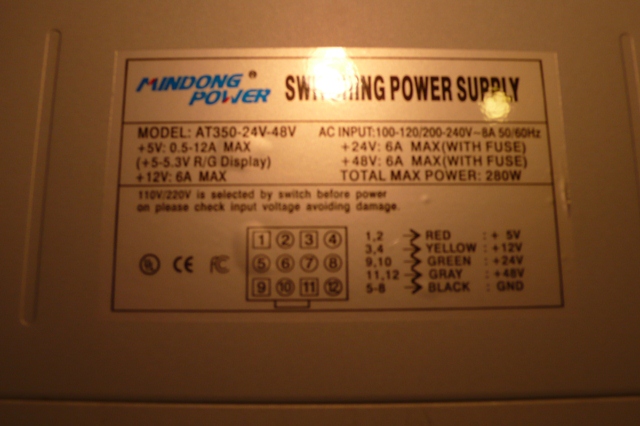 MINDONG® POWER SWITCHING POWER SUPPLY
MODEL: AT350-24V-48V AC INPUT:100-120/200-240V~8A 50/60Hz
+5V: 0.5-12A MAX +24V: 6A MAX(WITH FUSE)
(+5-5.3V R/G Display) +48V: 6A MAX(WITH FUSE)
+12V: 6A MAX TOTAL MAX POWER: 280W
110V/220V is selected by switch before power
on please check input voltage avoiding damage.
1 2 3 4
5 6 7 8
9 10 11 12
UL CE FC
1,2 → RED : + 5V
3,4 → YELLOW : +12V
9,10 → GREEN : +24V
11,12 → GRAY : +48V
5-8 → BLACK : GND